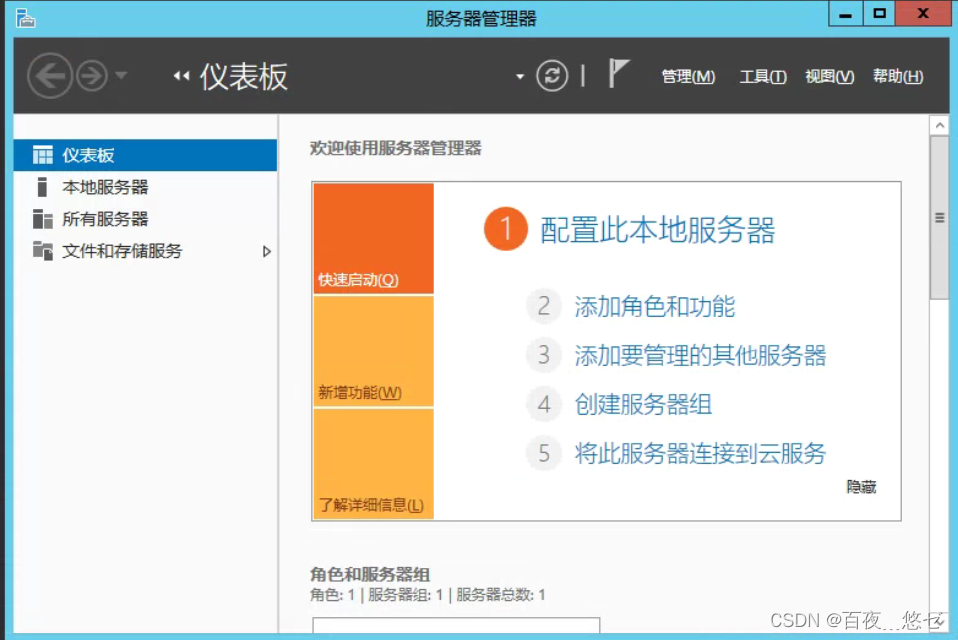 服务器管理器
仪表板
管理(M) 工具(T) 视图(V) 帮助(H)
仪表板
本地服务器
所有服务器
文件和存储服务
欢迎使用服务器管理器
快速启动(Q)
新增功能(W)
了解详细信息(L)
1 配置此本地服务器
2 添加角色和功能
3 添加要管理的其他服务器
4 创建服务器组
5 将此服务器连接到云服务
隐藏
角色和服务器组
角色: 1 | 服务器组: 1 | 服务器总数: 1
CSDN @百夜﹍悠七